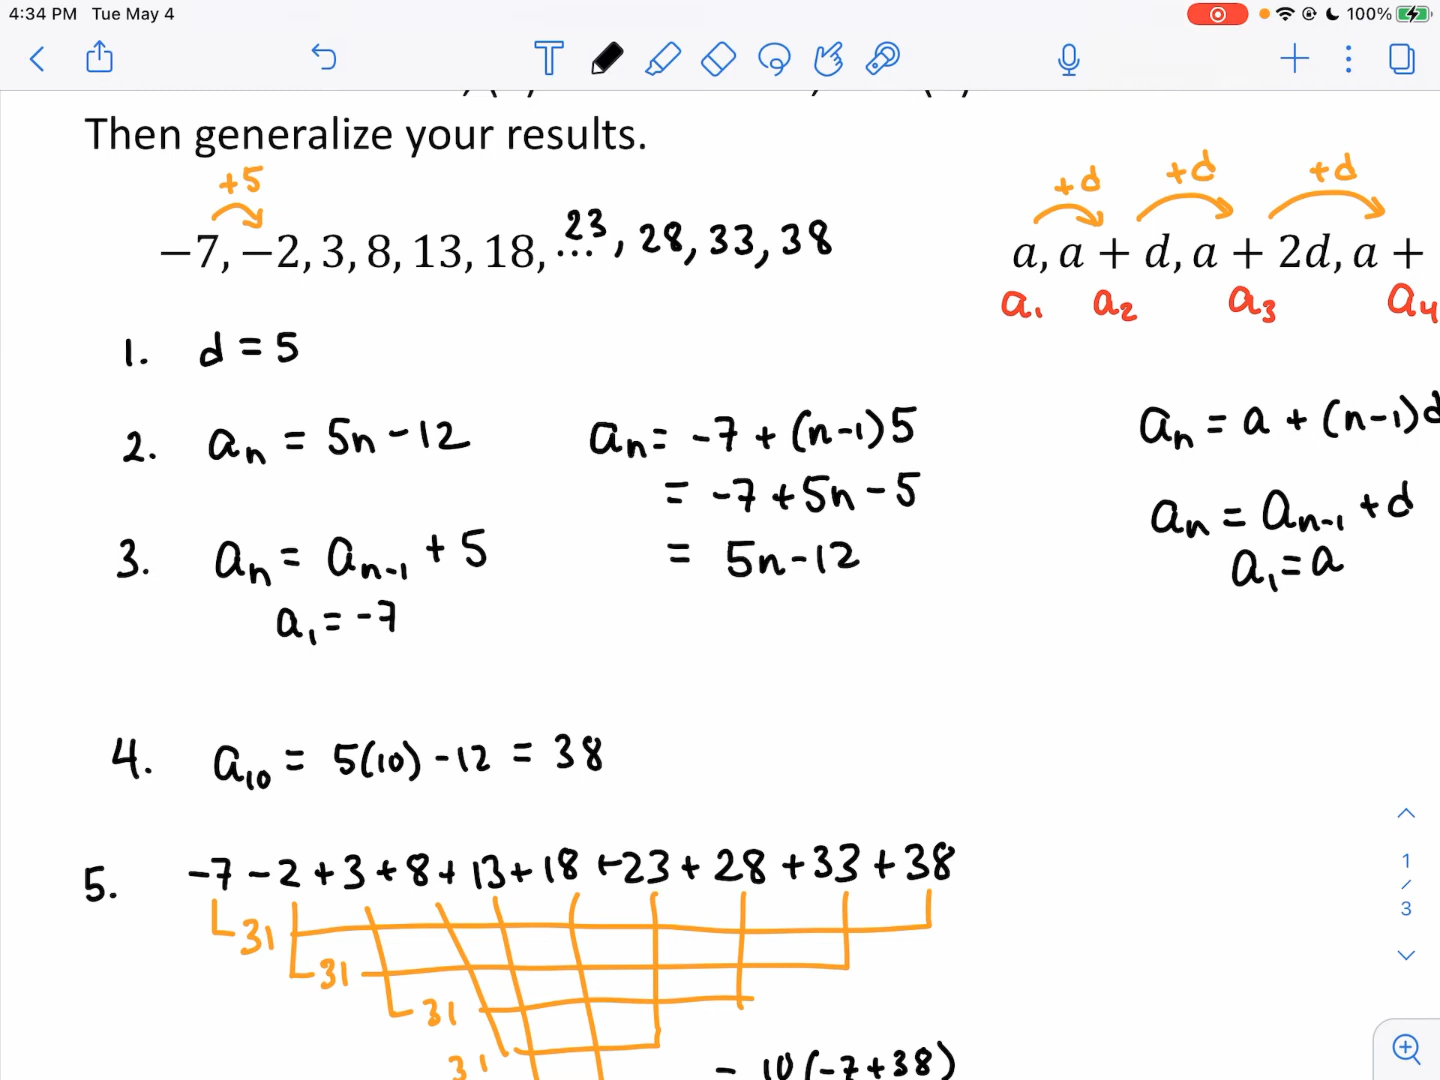 4:34 PM Tue May 4 100%
T
Then generalize your results.
+5
−7, −2, 3, 8, 13, 18, ... 23, 28, 33, 38
+d +d +d
a, a + d, a + 2d, a +
a₁ a₂ a₃ a₄
1. d = 5
2. aₙ = 5n − 12
aₙ = −7 + (n−1)5
= −7 + 5n − 5
= 5n − 12
aₙ = a + (n−1)d
aₙ = aₙ₋₁ + d
a₁ = a
3. aₙ = aₙ₋₁ + 5
a₁ = −7
4. a₁₀ = 5(10) − 12 = 38
5. −7 − 2 + 3 + 8 + 13 + 18 + 23 + 28 + 33 + 38
31
31
31
31
10(−7+38)
1
/
3